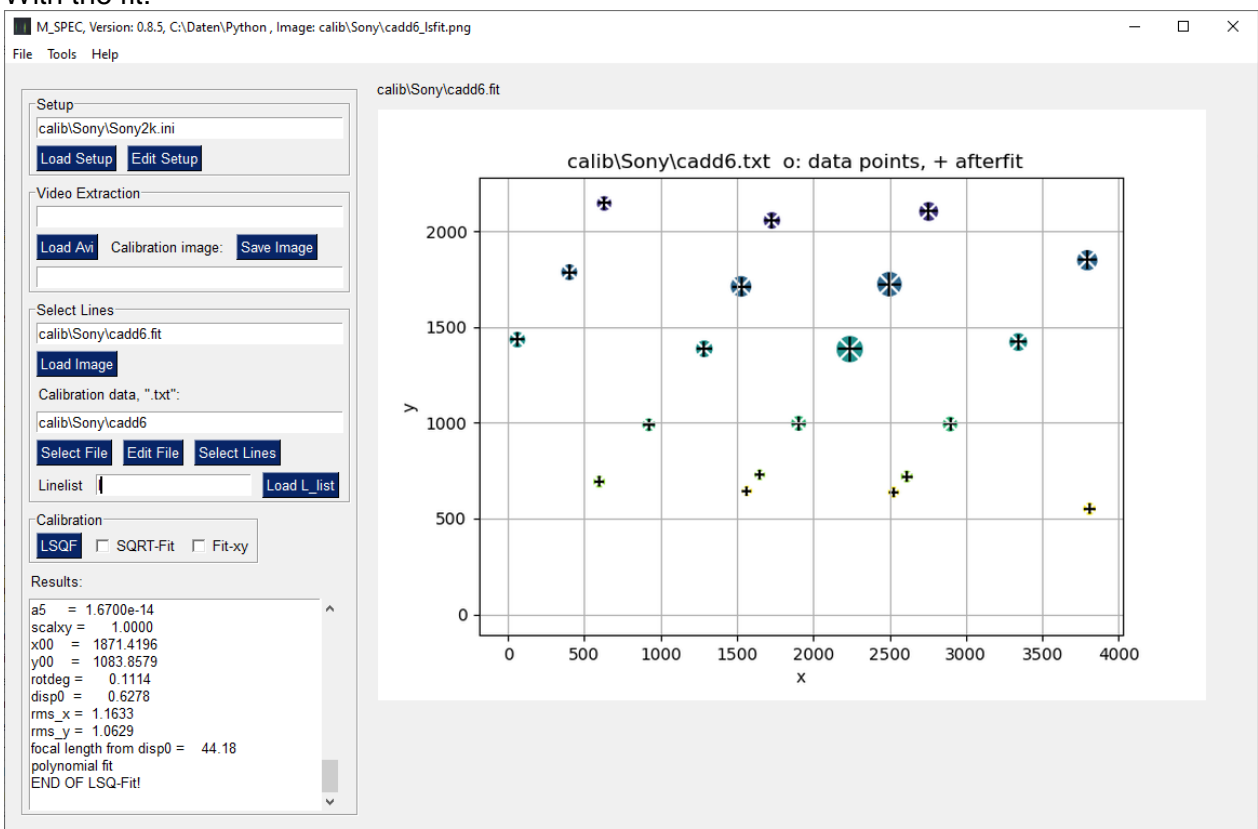 With the fit:
M_SPEC, Version: 0.8.5, C:\Daten\Python , Image: calib\Sony\cadd6_lsfit.png
File Tools Help
Setup
calib\Sony\Sony2k.ini
Load Setup Edit Setup
Video Extraction
Load Avi Calibration image: Save Image
Select Lines
calib\Sony\cadd6.fit
Load Image
Calibration data, ".txt":
calib\Sony\cadd6
Select File Edit File Select Lines
Linelist l Load L_list
Calibration
LSQF SQRT-Fit Fit-xy
Results:
a5 = 1.6700e-14
scalxy = 1.0000
x00 = 1871.4196
y00 = 1083.8579
rotdeg = 0.1114
disp0 = 0.6278
rms_x = 1.1633
rms_y = 1.0629
focal length from disp0 = 44.18
polynomial fit
END OF LSQ-Fit!
calib\Sony\cadd6.fit
calib\Sony\cadd6.txt o: data points, + afterfit
2000
1500
1000
500
0
y
0 500 1000 1500 2000 2500 3000 3500 4000
x